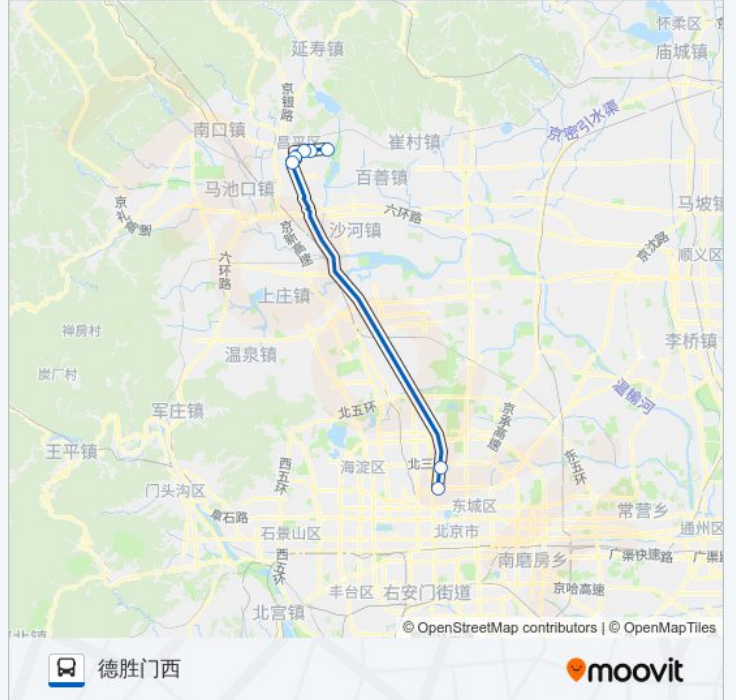 怀柔区
延寿镇
庙城镇
京银路
京密引水渠
南口镇
昌平区
崔村镇
百善镇
马池口镇
京礼高速
六环路
马坡镇
沙河镇
京新高速
京沈路
六环路
顺义区
上庄镇
禅房村
李桥镇
温泉镇
炭厂村
温榆河
军庄镇
北五环
京承高速
王平镇
西五环
海淀区
北三
东五环
门头沟区
东城区
阜石路
常营乡
石景山区
北京市
通州区
西五环
南磨房乡
广渠快速路
广渠
丰台区
右安门街道
京哈高速
北宫镇
© OpenStreetMap contributors | © OpenMapTiles
德胜门西
moovit